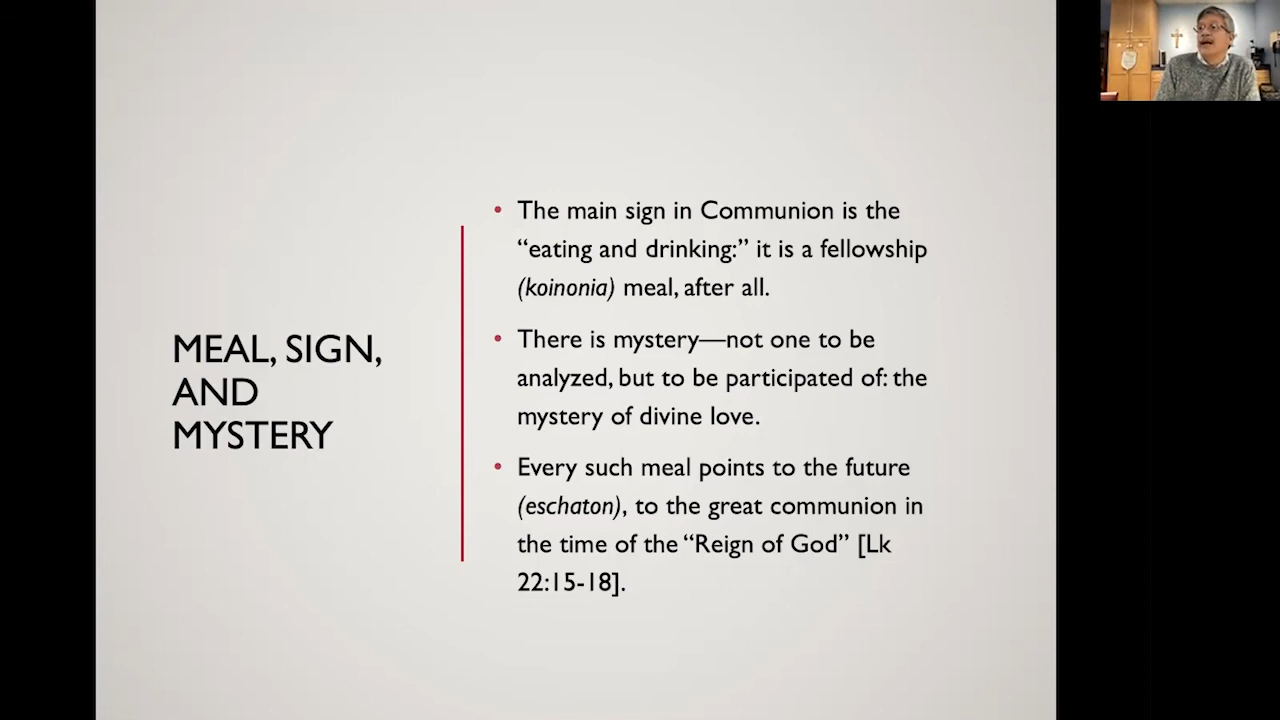 MEAL, SIGN,
AND
MYSTERY
• The main sign in Communion is the
“eating and drinking:” it is a fellowship
(koinonia) meal, after all.
• There is mystery—not one to be
analyzed, but to be participated of: the
mystery of divine love.
• Every such meal points to the future
(eschaton), to the great communion in
the time of the “Reign of God” [Lk
22:15-18].